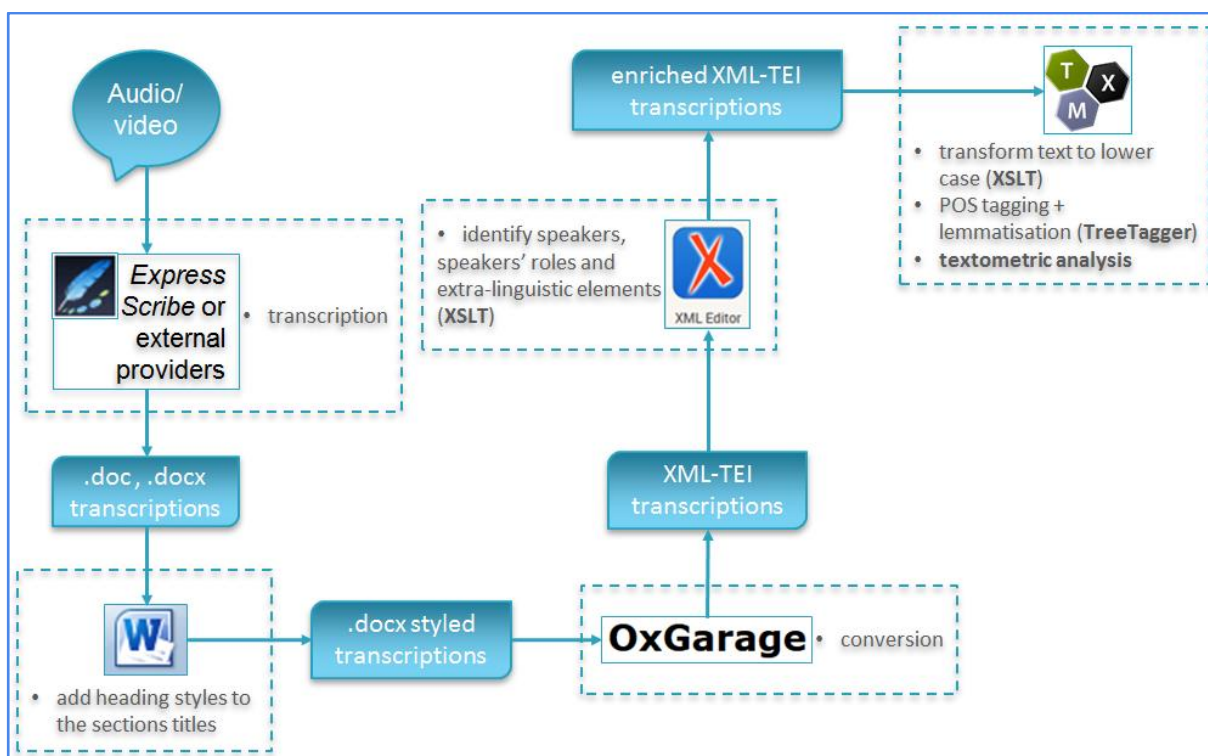 Audio/
video
Express
Scribe or
external
providers
• transcription
.doc, .docx
transcriptions
W
• add heading styles to
the sections titles
.docx styled
transcriptions
OxGarage
• conversion
XML-TEI
transcriptions
• identify speakers,
speakers’ roles and
extra-linguistic elements
(XSLT)
X
XML Editor
enriched XML-TEI
transcriptions
T
X
M
• transform text to lower
case (XSLT)
• POS tagging +
lemmatisation (TreeTagger)
• textometric analysis